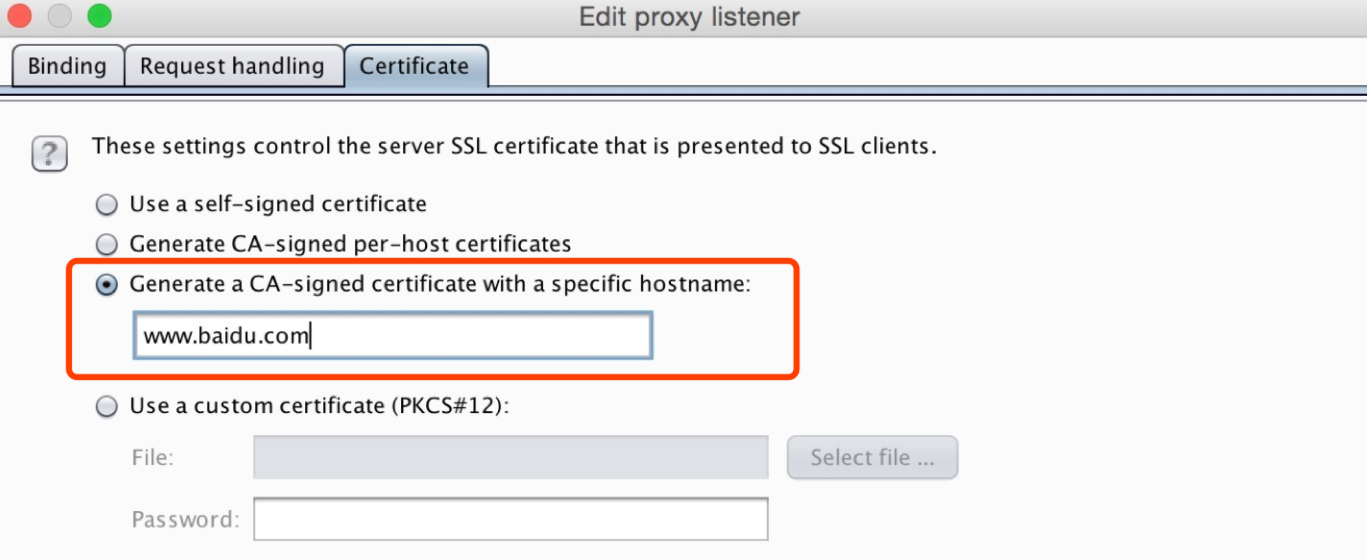 Edit proxy listener
Binding Request handling Certificate
? These settings control the server SSL certificate that is presented to SSL clients.
Use a self-signed certificate
Generate CA-signed per-host certificates
Generate a CA-signed certificate with a specific hostname:
www.baidu.com
Use a custom certificate (PKCS#12):
File: Select file ...
Password: